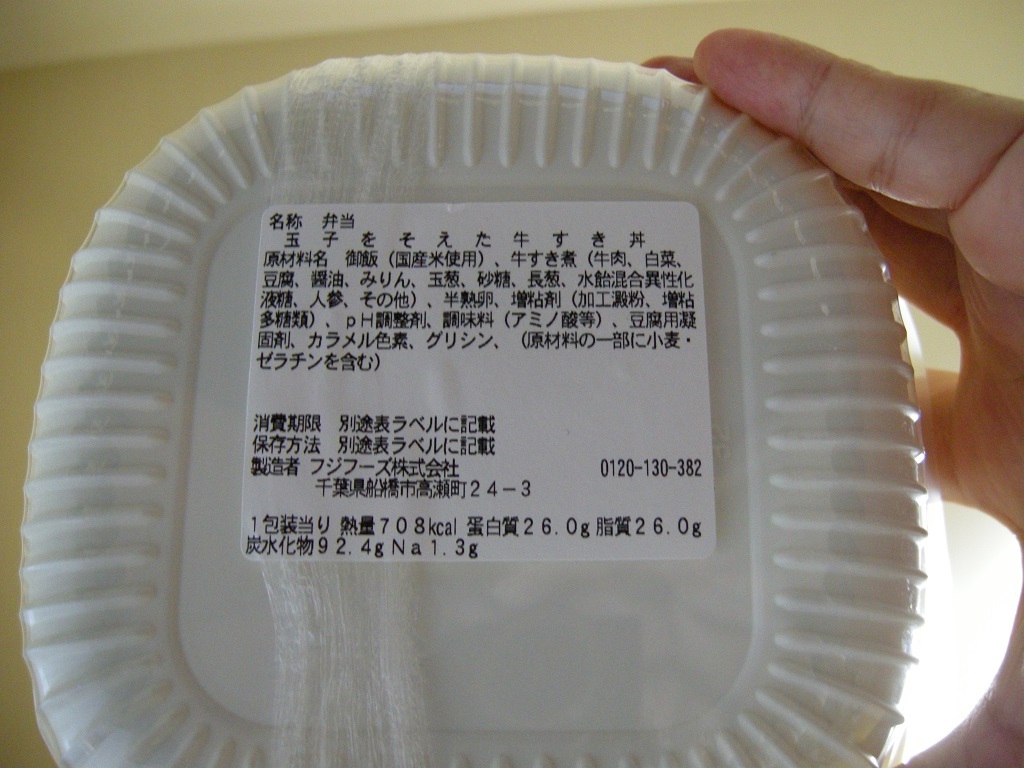 名称 弁当
玉子をそえた牛すき丼
原材料名 御飯（国産米使用）、牛すき煮（牛肉、白菜、
豆腐、醤油、みりん、玉葱、砂糖、長葱、水飴混合異性化
液糖、人参、その他）、半熟卵、増粘剤（加工澱粉、増粘
多糖類）、ｐＨ調整剤、調味料（アミノ酸等）、豆腐用凝
固剤、カラメル色素、グリシン、（原材料の一部に小麦・
ゼラチンを含む）
消費期限 別途表ラベルに記載
保存方法 別途表ラベルに記載
製造者 フジフーズ株式会社 0120-130-382
千葉県船橋市高瀬町２４－３
１包装当り 熱量７０８kcal 蛋白質２６.０g 脂質２６.０g
炭水化物９２.４g Ｎａ１.３g